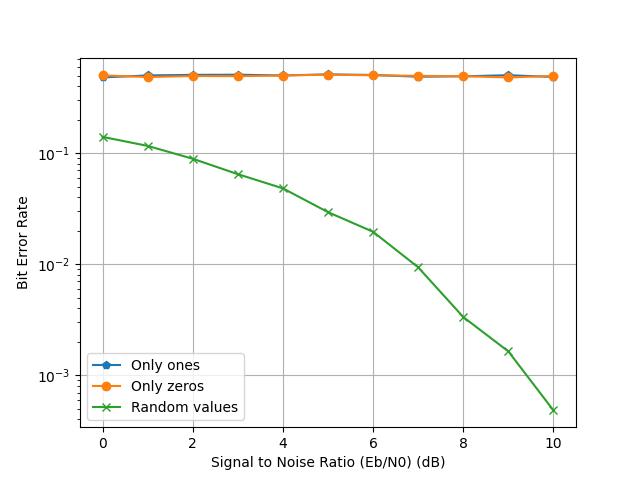 Bit Error Rate
10⁻¹
10⁻²
10⁻³
Only ones
Only zeros
Random values
0 2 4 6 8 10
Signal to Noise Ratio (Eb/N0) (dB)